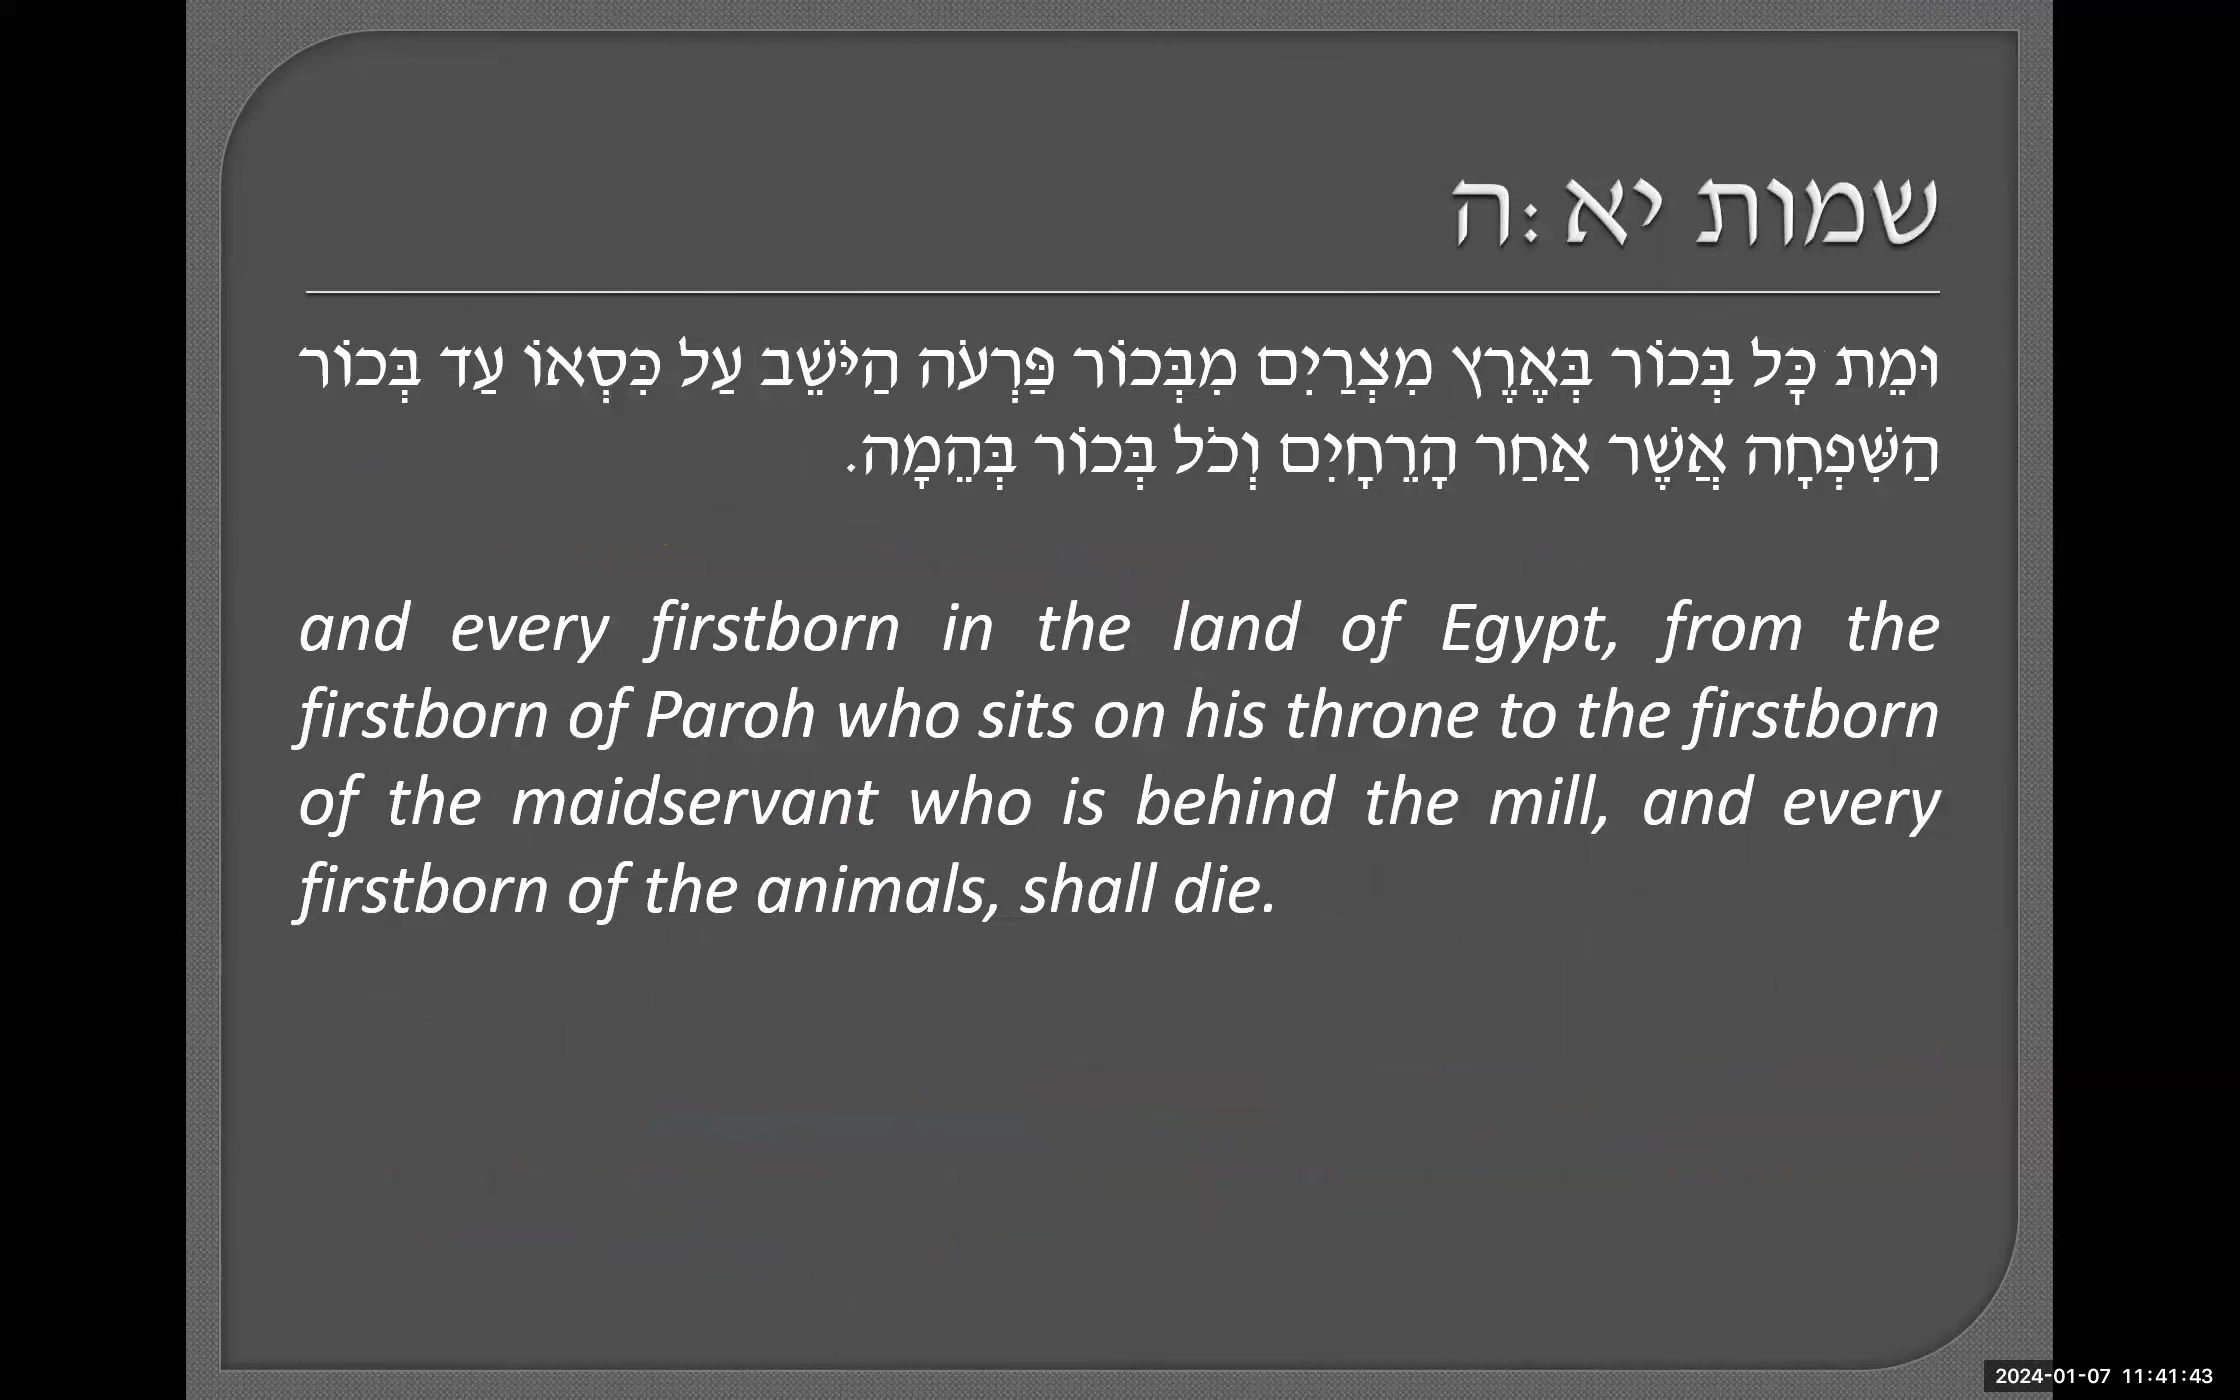 שמות יא:ה
וּמֵת כָּל בְּכוֹר בְּאֶרֶץ מִצְרַיִם מִבְּכוֹר פַּרְעֹה הַיֹּשֵׁב עַל כִּסְאוֹ עַד בְּכוֹר
הַשִּׁפְחָה אֲשֶׁר אַחַר הָרֵחָיִם וְכֹל בְּכוֹר בְּהֵמָה.
and every firstborn in the land of Egypt, from the
firstborn of Paroh who sits on his throne to the firstborn
of the maidservant who is behind the mill, and every
firstborn of the animals, shall die.
2024-01-07 11:41:43